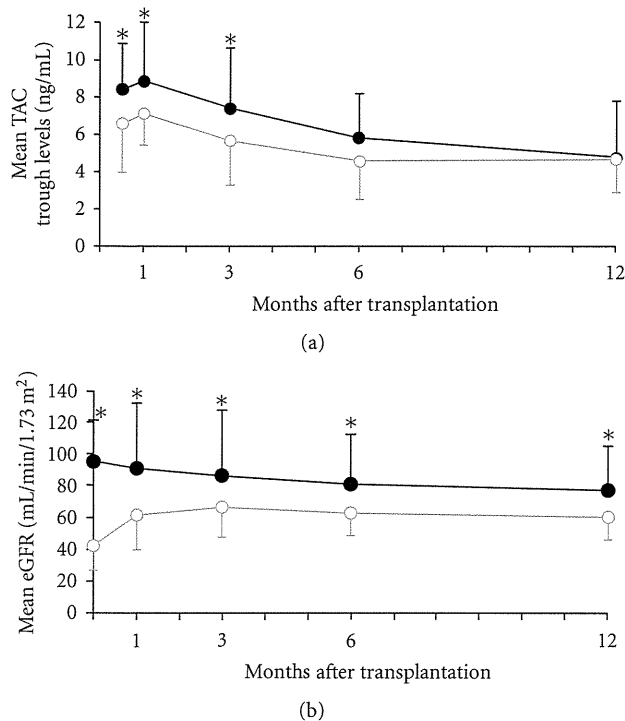 12
10
8
6
4
2
0
Mean TAC
trough levels (ng/mL)
* * *
1 3 6 12
Months after transplantation
(a)
140
120
100
80
60
40
20
0
Mean eGFR (mL/min/1.73 m²)
* * * * *
1 3 6 12
Months after transplantation
(b)